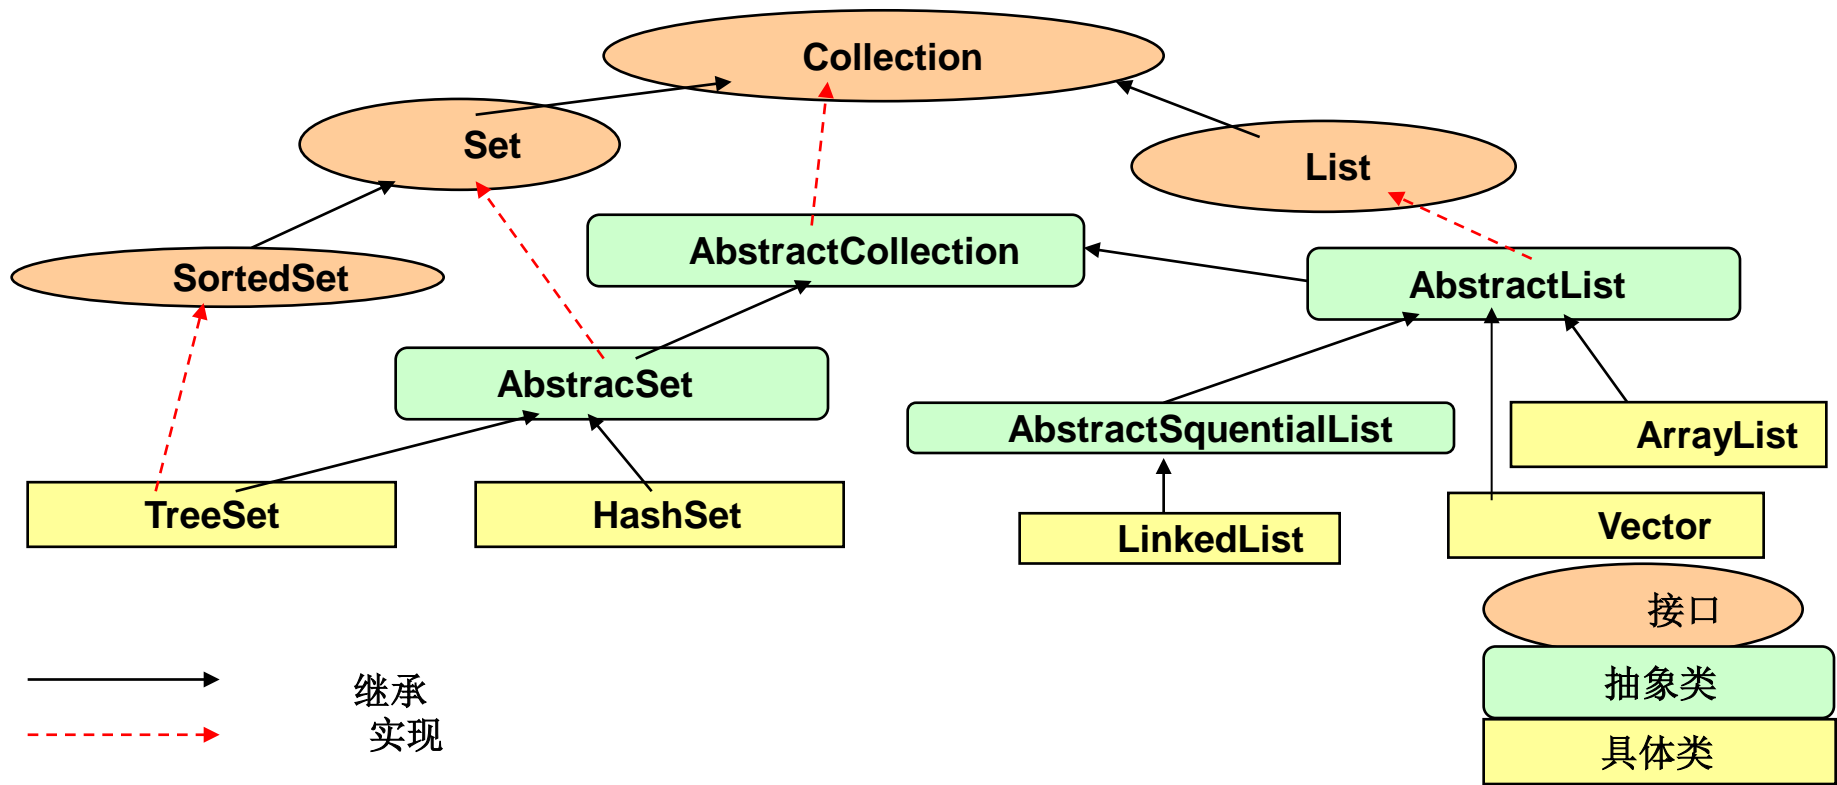 Collection
Set
List
AbstractCollection
SortedSet
AbstractList
AbstracSet
AbstractSquentialList
ArrayList
TreeSet
HashSet
LinkedList
Vector
接口
继承
抽象类
实现
具体类